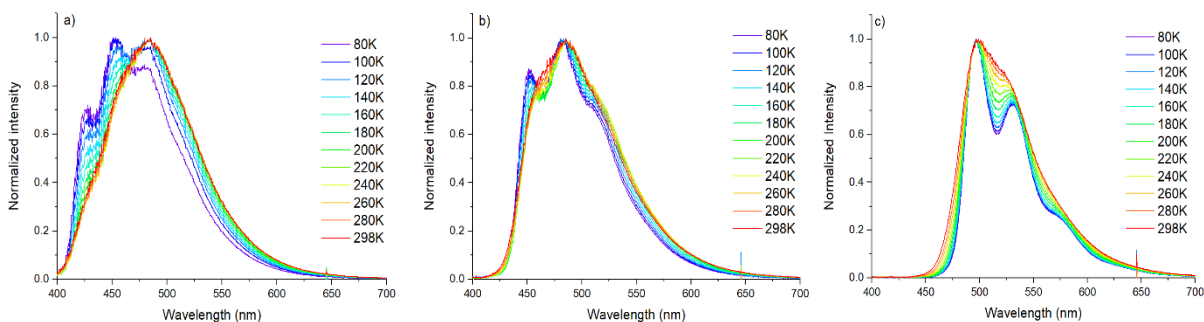 a)
Normalized intensity
1.0
0.8
0.6
0.4
0.2
0.0
80K
100K
120K
140K
160K
180K
200K
220K
240K
260K
280K
298K
400 450 500 550 600 650 700
Wavelength (nm)
b)
Normalized intensity
1.0
0.8
0.6
0.4
0.2
0.0
80K
100K
120K
140K
160K
180K
200K
220K
240K
260K
280K
298K
400 450 500 550 600 650 700
Wavelength (nm)
c)
Normalized intensity
1.0
0.8
0.6
0.4
0.2
0.0
80K
100K
120K
140K
160K
180K
200K
220K
240K
260K
280K
298K
400 450 500 550 600 650 700
Wavelength (nm)